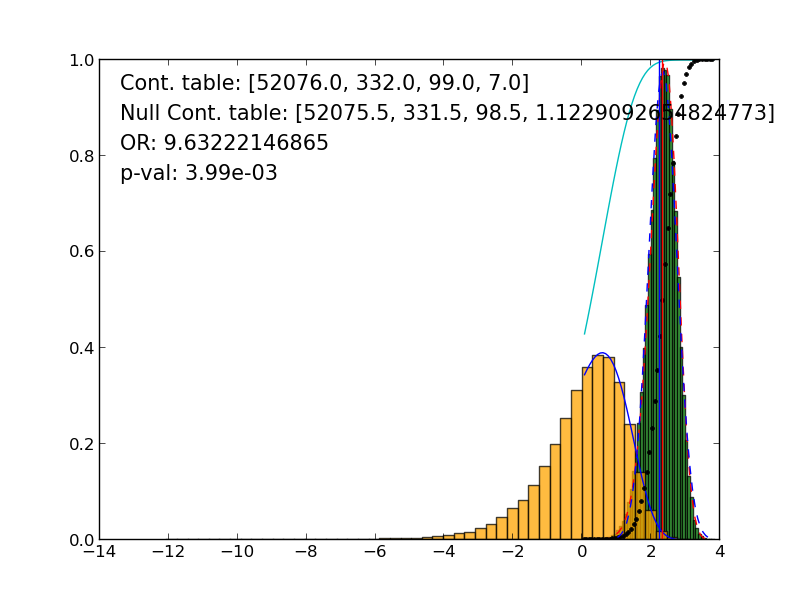 1.0
Cont. table: [52076.0, 332.0, 99.0, 7.0]
Null Cont. table: [52075.5, 331.5, 98.5, 1.1229092654824773]
OR: 9.63222146865
0.8
p-val: 3.99e-03
0.6
0.4
0.2
0.0
−14 −12 −10 −8 −6 −4 −2 0 2 4